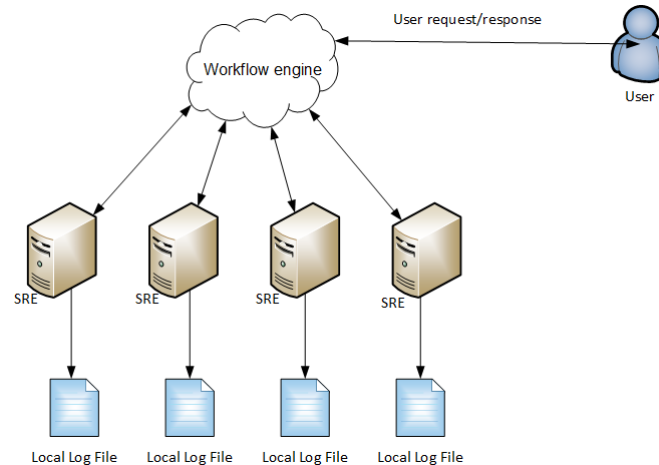 User request/response
Workflow engine
User
SRE
SRE
SRE
SRE
Local Log File
Local Log File
Local Log File
Local Log File